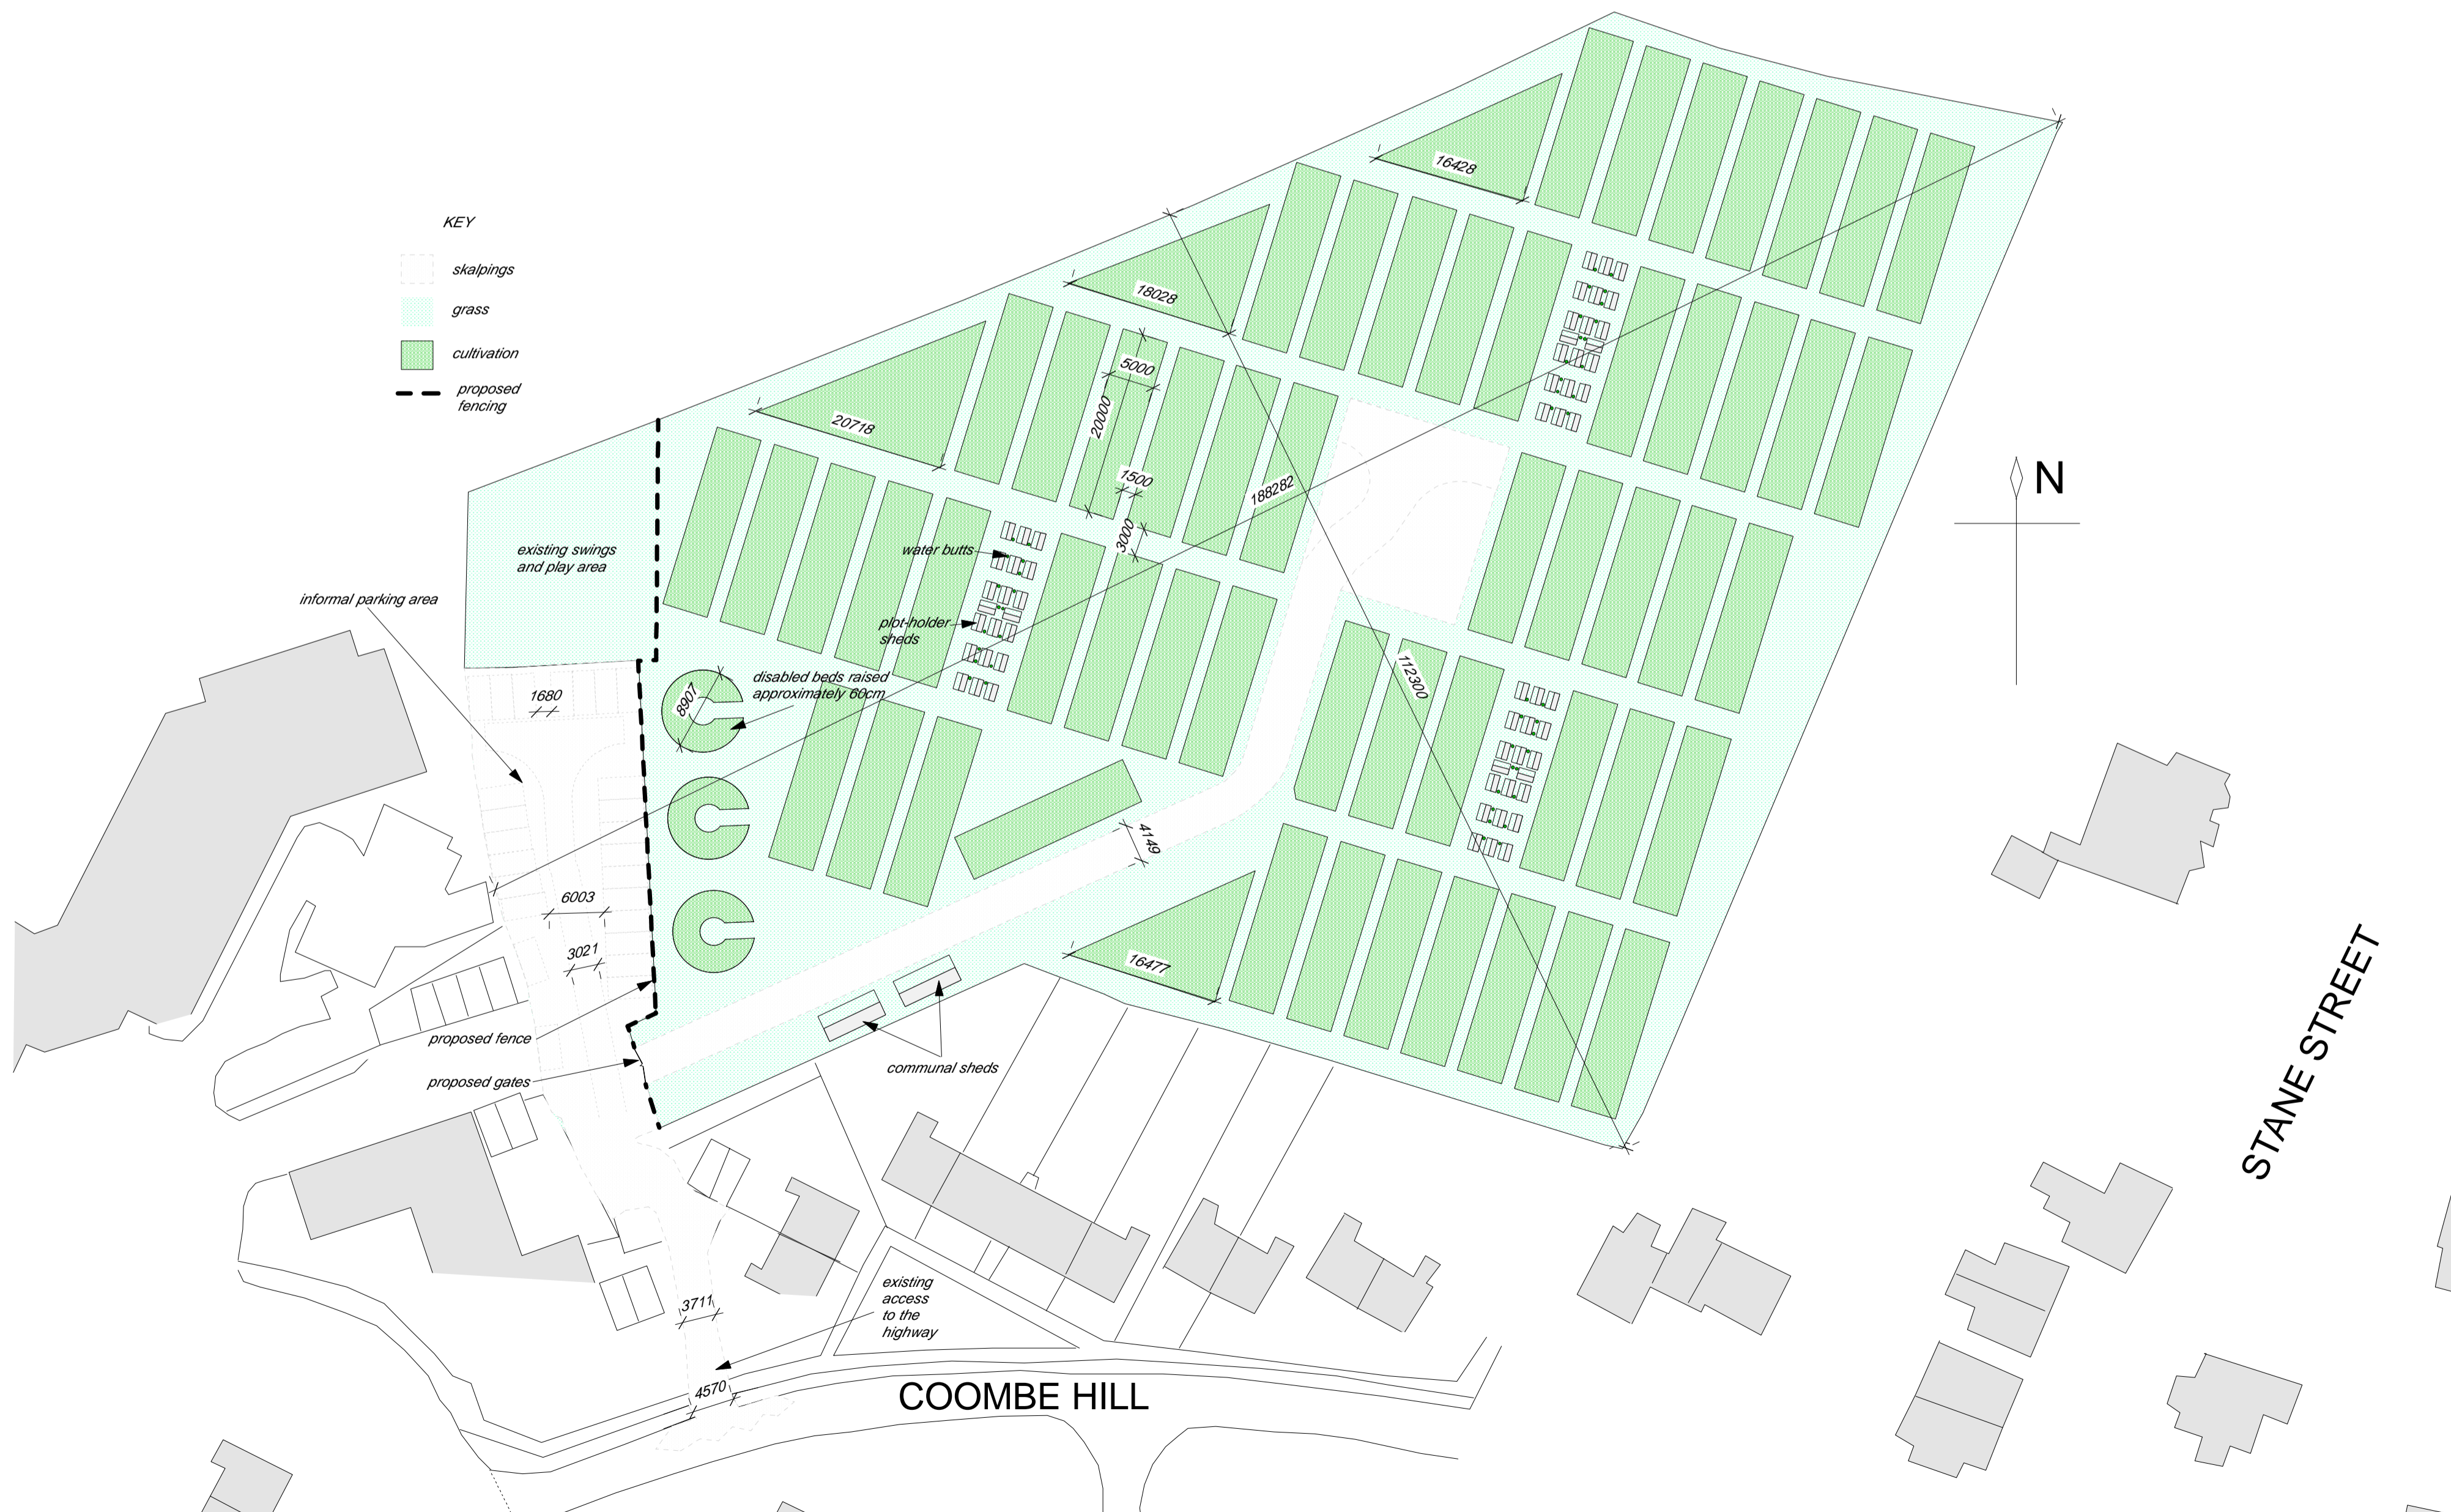 KEY
skalpings
grass
cultivation
proposed
fencing
16428
18028
20718
5000
20000
1500
3000
188282
N
existing swings
and play area
water butts
informal parking area
plot-holder
sheds
1680
8907
disabled beds raised
approximately 60cm
112300
4149
6003
3021
16477
proposed fence
proposed gates
communal sheds
STANE STREET
existing
access
to the
highway
3711
4570
COOMBE HILL